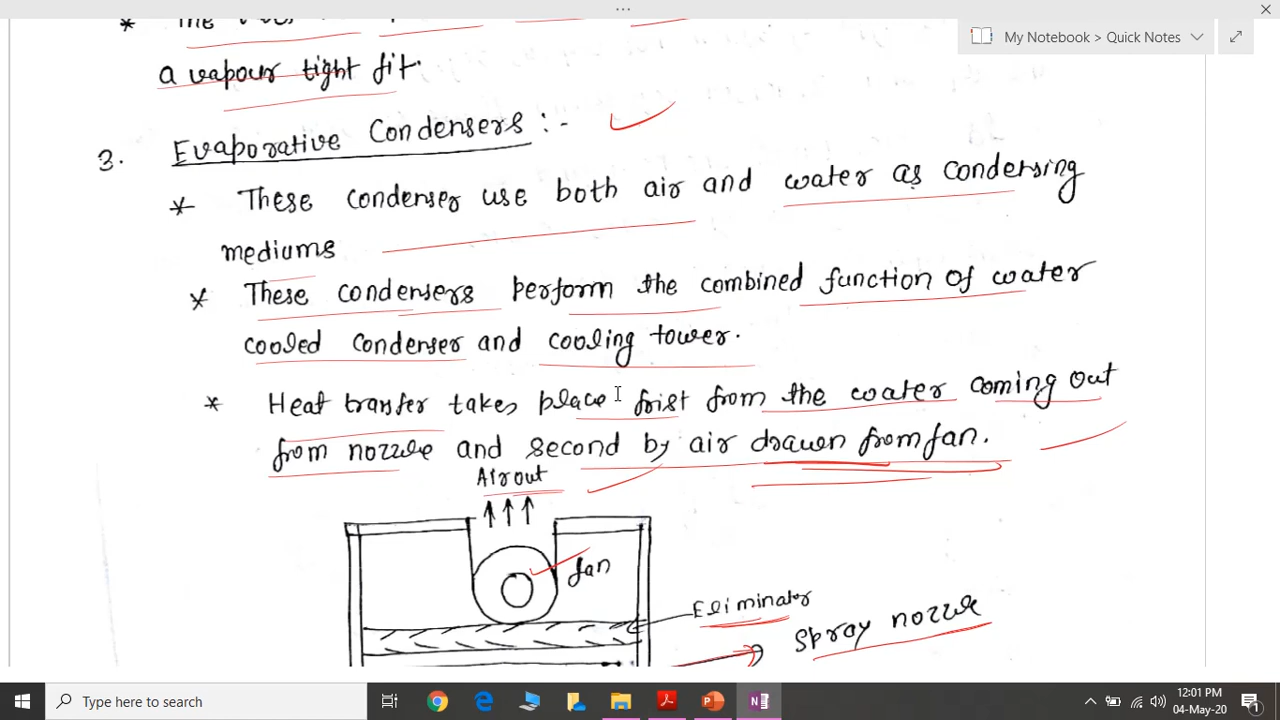 My Notebook > Quick Notes
* The
a vapour tight fit.
3. Evaporative Condensers :-
* These condenser use both air and water as condensing
mediums
* These condensers perform the combined function of water
cooled condenser and cooling tower.
* Heat transfer takes place frist from the water coming out
from nozzle and second by air drawn from fan.
Air out
fan
Eliminator
Spray nozzle
Type here to search
12:01 PM
04-May-20
1